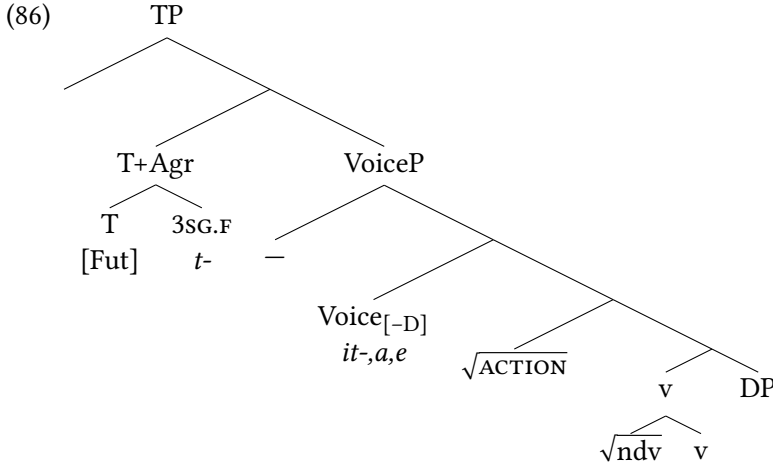 (86) TP
T+Agr VoiceP
T 3SG.F —
[Fut] t-
Voice[−D]
it-,a,e √ACTION
v DP
√ndv v